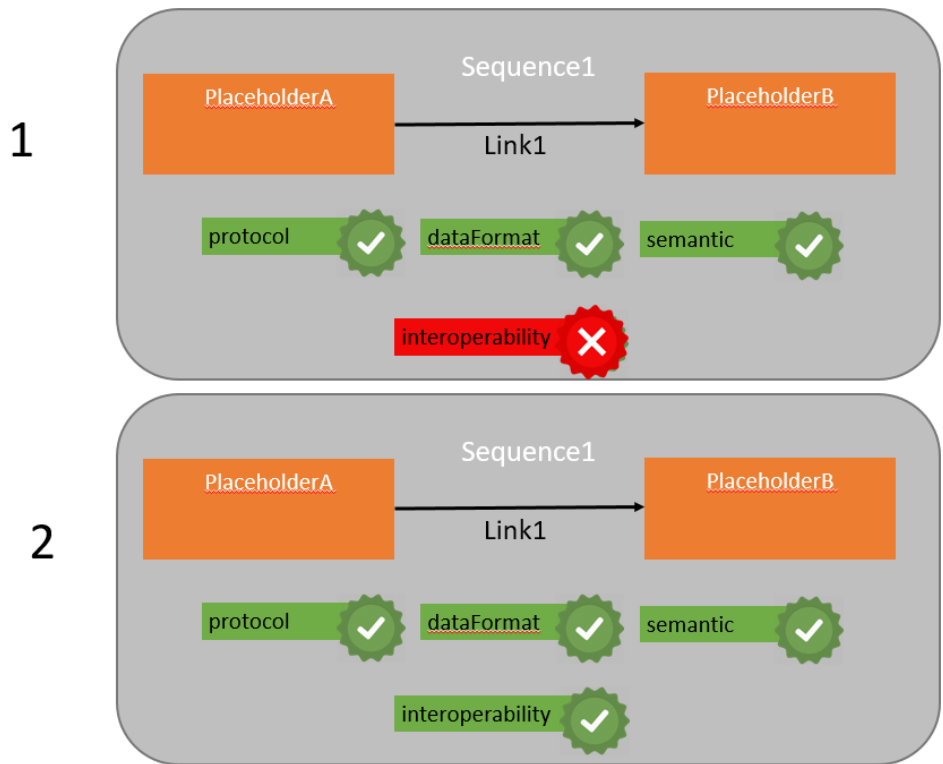 1
Sequence1
PlaceholderA
PlaceholderB
Link1
protocol
dataFormat
semantic
interoperability
2
Sequence1
PlaceholderA
PlaceholderB
Link1
protocol
dataFormat
semantic
interoperability